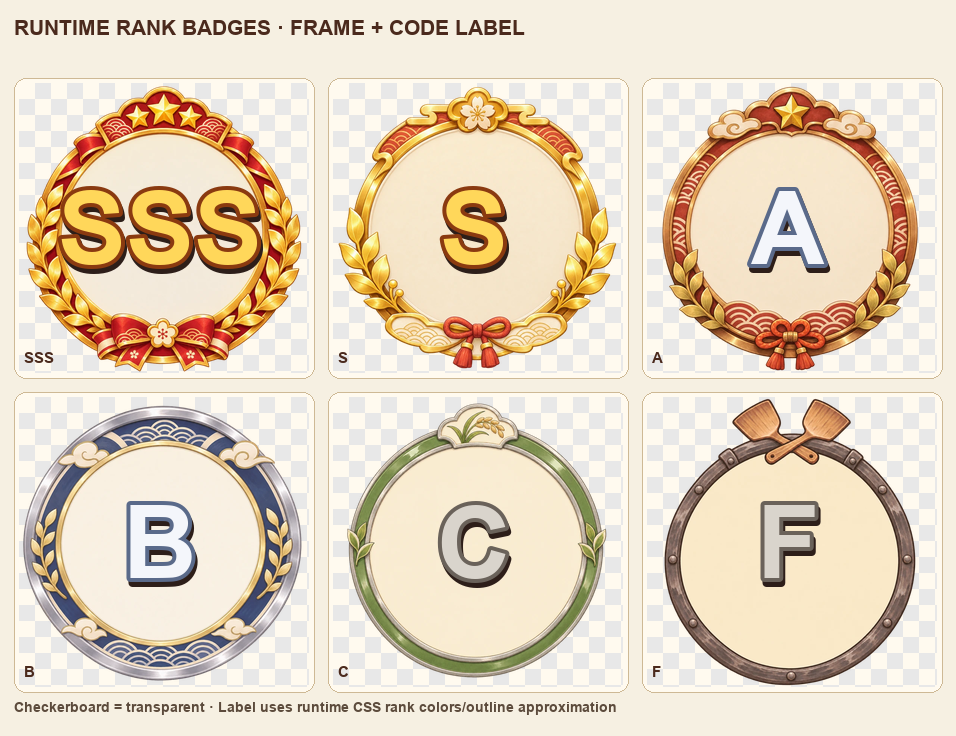 RUNTIME RANK BADGES · FRAME + CODE LABEL
SSS
SSS
S
S
A
A
B
B
C
C
F
F
Checkerboard = transparent · Label uses runtime CSS rank colors/outline approximation